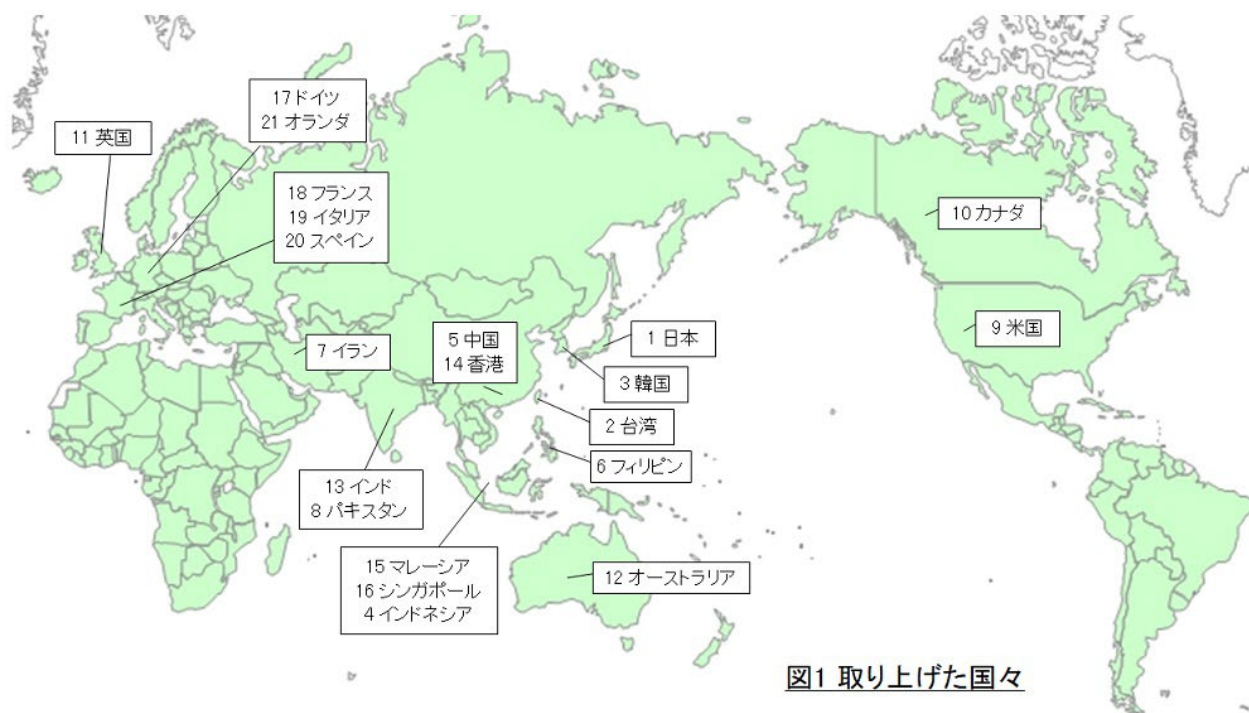 17ドイツ
21 オランダ
11 英国
18 フランス
19 イタリア
20 スペイン
10 カナダ
9 米国
7 イラン
5 中国
14 香港
1 日本
3 韓国
2 台湾
6 フィリピン
13 インド
8 パキスタン
15 マレーシア
16 シンガポール
4 インドネシア
12 オーストラリア
図1 取り上げた国々